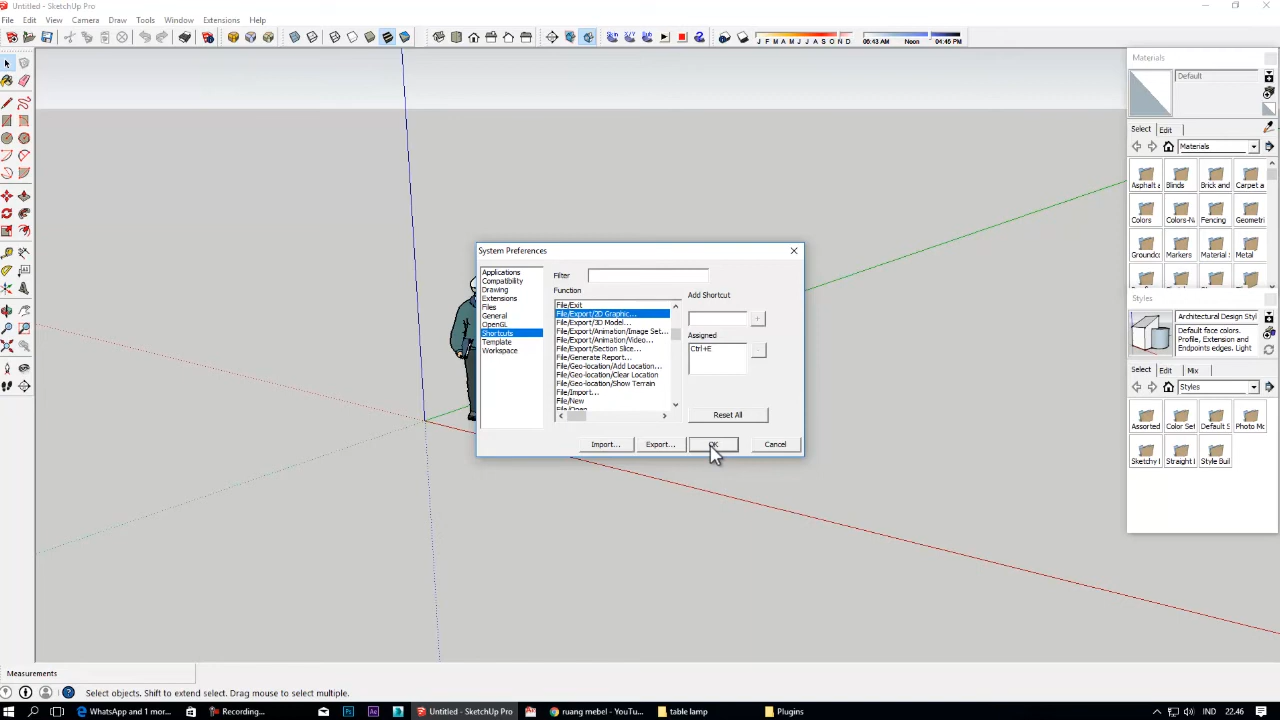 Untitled - SketchUp Pro
File Edit View Camera Draw Tools Window Extensions Help
J F M A M J J A S O N D
06:43 AM Noon 04:45 PM
Materials
Default
Select Edit
Materials
Asphalt a Blinds Brick and Carpet a
Colors Colors-N Fencing Geometri
Groundc Markers Material : Metal
Styles
Architectural Design Styl
Default face colors.
Profile, Extension and
Endpoints edges. Light
Select Edit Mix
Styles
Assorted Color Set Default S Photo Mo
Sketchy I Straight I Style Buil
System Preferences
Applications
Compatibility
Drawing
Extensions
Files
General
OpenGL
Shortcuts
Template
Workspace
Filter
Function
File/Exit
File/Export/2D Graphic...
File/Export/3D Model...
File/Export/Animation/Image Set...
File/Export/Animation/Video...
File/Export/Section Slice...
File/Generate Report...
File/Geo-location/Add Location...
File/Geo-location/Clear Location
File/Geo-location/Show Terrain
File/Import...
File/New
File/Open
Add Shortcut
+
Assigned
Ctrl+E
-
Reset All
Import... Export... OK Cancel
Measurements
Select objects. Shift to extend select. Drag mouse to select multiple.
WhatsApp and 1 mor... Recording... Untitled - SketchUp ... ruang mebel - YouTu... table lamp Plugins IND 22.46